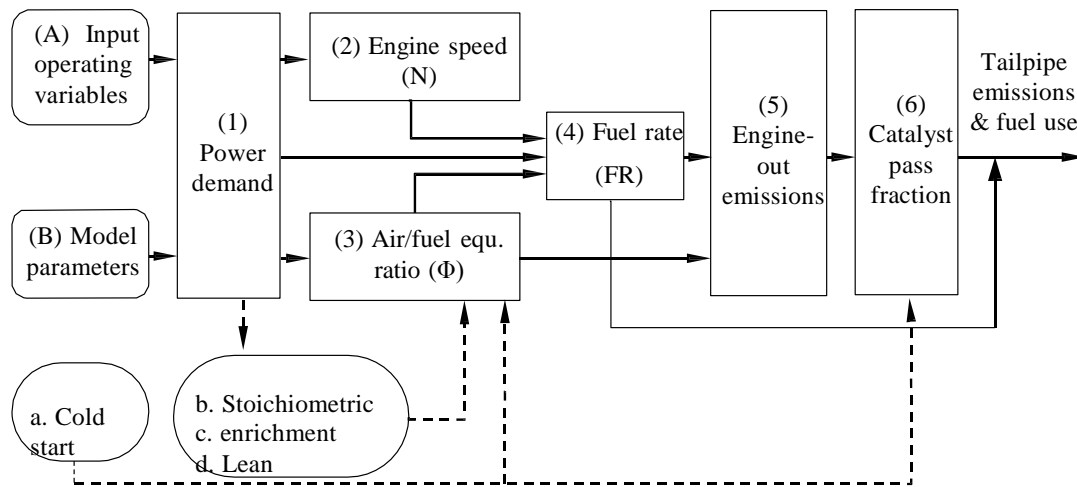 (A) Input
operating
variables
(B) Model
parameters
(1)
Power
demand
(2) Engine speed
(N)
(3) Air/fuel equ.
ratio (Φ)
(4) Fuel rate
(FR)
(5)
Engine-
out
emissions
(6)
Catalyst
pass
fraction
Tailpipe
emissions
& fuel use
a. Cold
start
b. Stoichiometric
c. enrichment
d. Lean